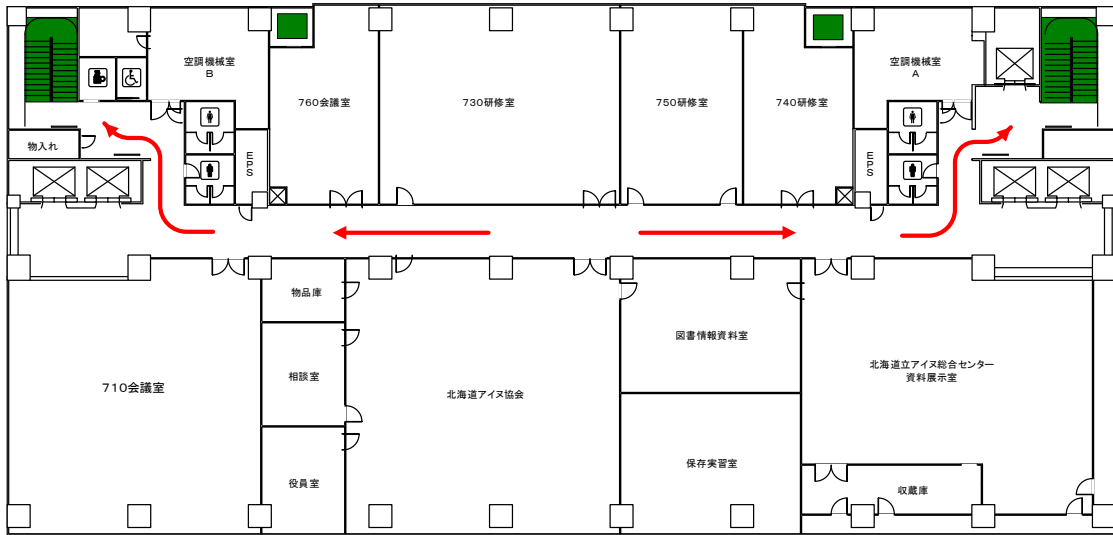 空調機械室
B
760会議室
730研修室
750研修室
740研修室
空調機械室
A
物入れ
EPS
EPS
物品庫
図書情報資料室
北海道立アイヌ総合センター
資料展示室
相談室
710会議室
北海道アイヌ協会
保存実習室
役員室
収蔵庫